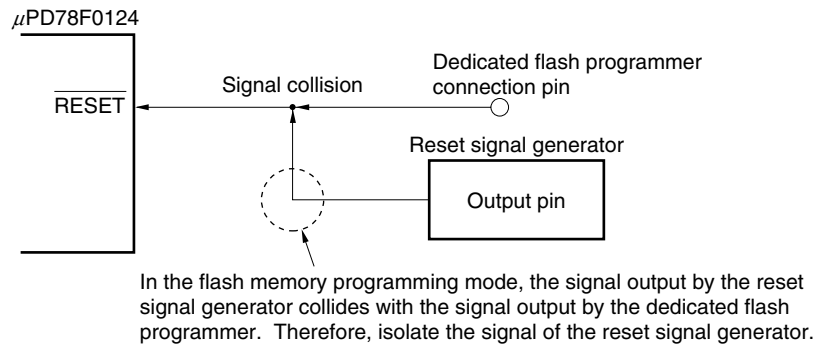 μPD78F0124
Dedicated flash programmer
connection pin
Signal collision
RESET
Reset signal generator
Output pin
In the flash memory programming mode, the signal output by the reset
signal generator collides with the signal output by the dedicated flash
programmer.  Therefore, isolate the signal of the reset signal generator.